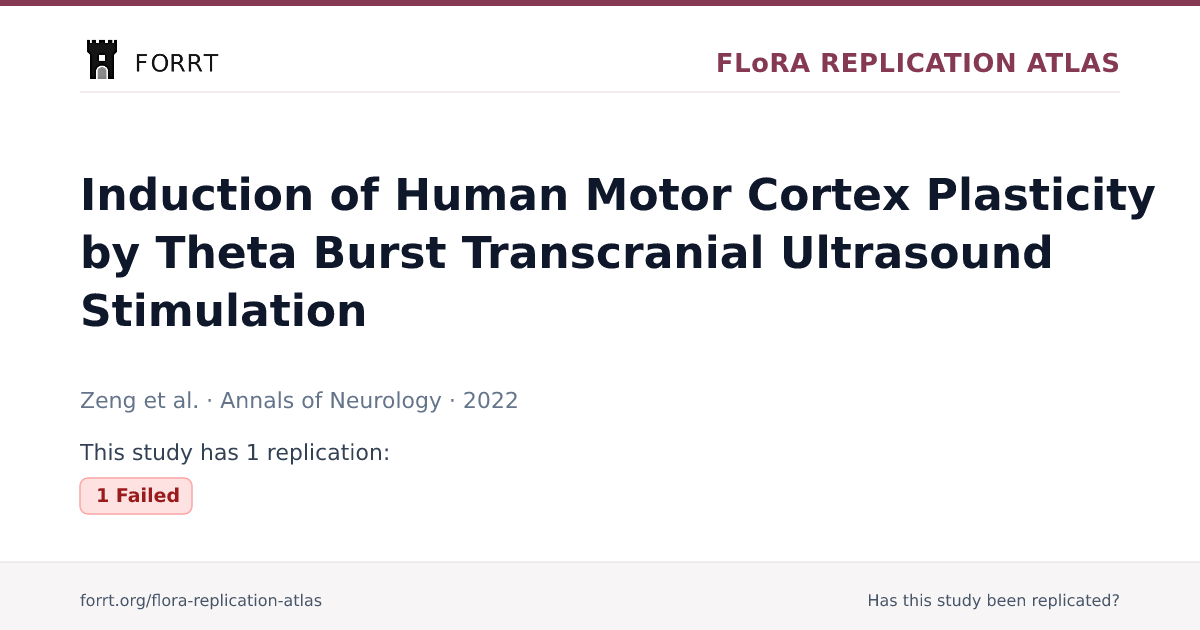 FORRT
FLoRA REPLICATION ATLAS
Induction of Human Motor Cortex Plasticity
by Theta Burst Transcranial Ultrasound
Stimulation
Zeng et al. · Annals of Neurology · 2022
This study has 1 replication:
1 Failed
forrt.org/flora-replication-atlas
Has this study been replicated?